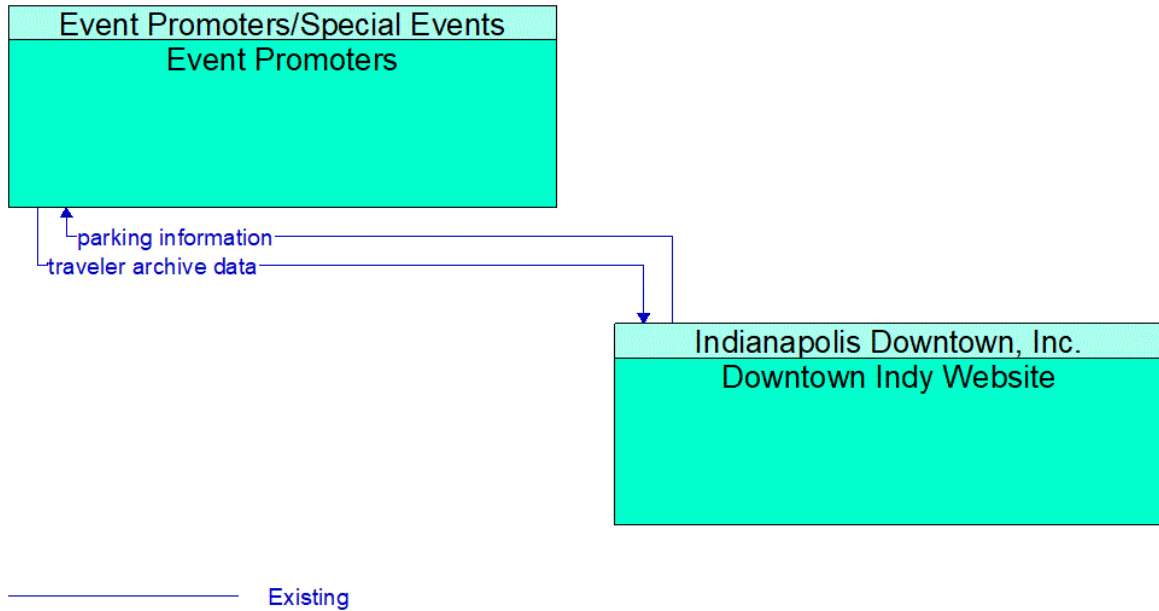 Event Promoters/Special Events
Event Promoters
parking information
traveler archive data
Indianapolis Downtown, Inc.
Downtown Indy Website
Existing